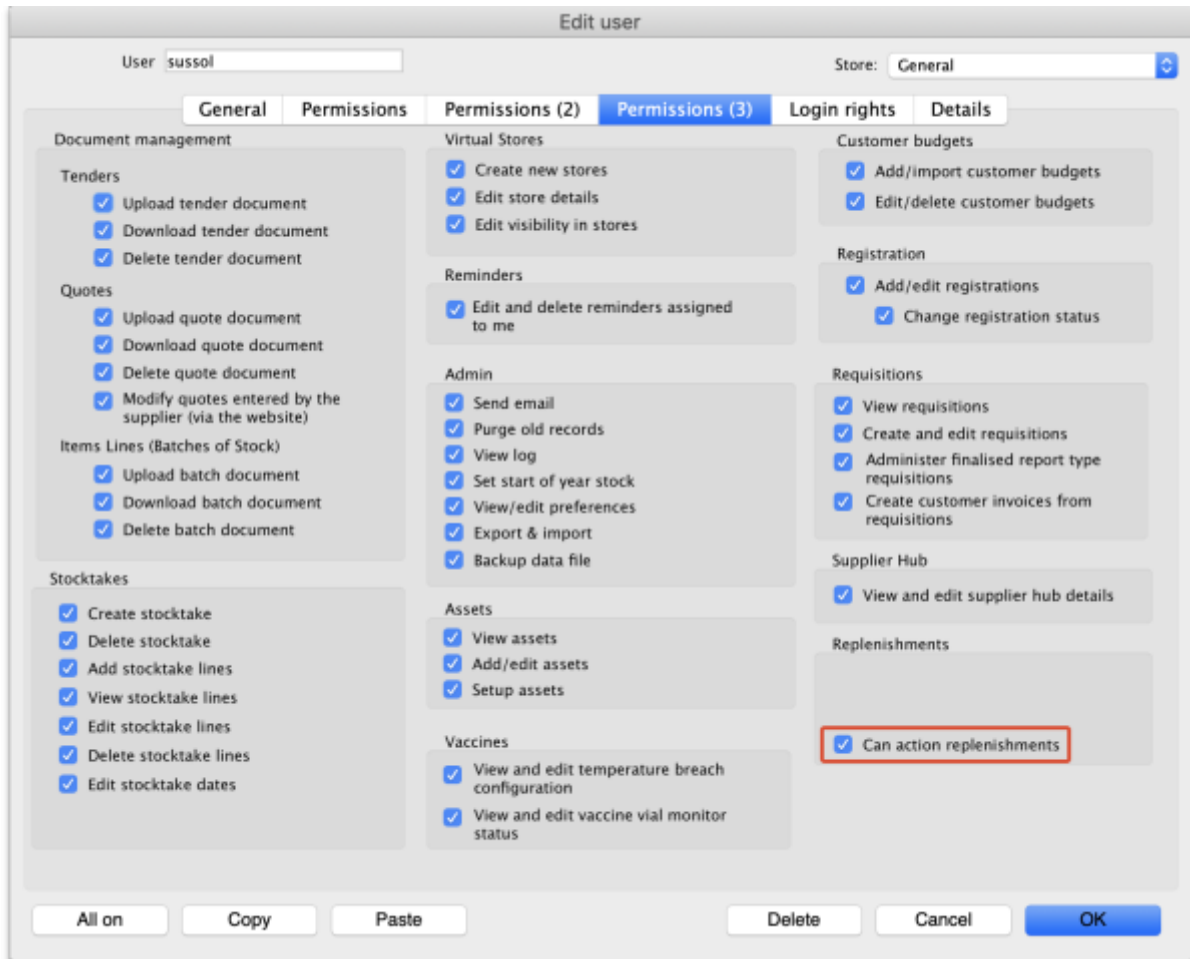 Edit user
User sussol
Store: General
General Permissions Permissions (2) Permissions (3) Login rights Details
Document management
Tenders
Upload tender document
Download tender document
Delete tender document
Quotes
Upload quote document
Download quote document
Delete quote document
Modify quotes entered by the
supplier (via the website)
Items Lines (Batches of Stock)
Upload batch document
Download batch document
Delete batch document
Stocktakes
Create stocktake
Delete stocktake
Add stocktake lines
View stocktake lines
Edit stocktake lines
Delete stocktake lines
Edit stocktake dates
Virtual Stores
Create new stores
Edit store details
Edit visibility in stores
Reminders
Edit and delete reminders assigned
to me
Admin
Send email
Purge old records
View log
Set start of year stock
View/edit preferences
Export & import
Backup data file
Assets
View assets
Add/edit assets
Setup assets
Vaccines
View and edit temperature breach
configuration
View and edit vaccine vial monitor
status
Customer budgets
Add/import customer budgets
Edit/delete customer budgets
Registration
Add/edit registrations
Change registration status
Requisitions
View requisitions
Create and edit requisitions
Administer finalised report type
requisitions
Create customer invoices from
requisitions
Supplier Hub
View and edit supplier hub details
Replenishments
Can action replenishments
All on Copy Paste Delete Cancel OK